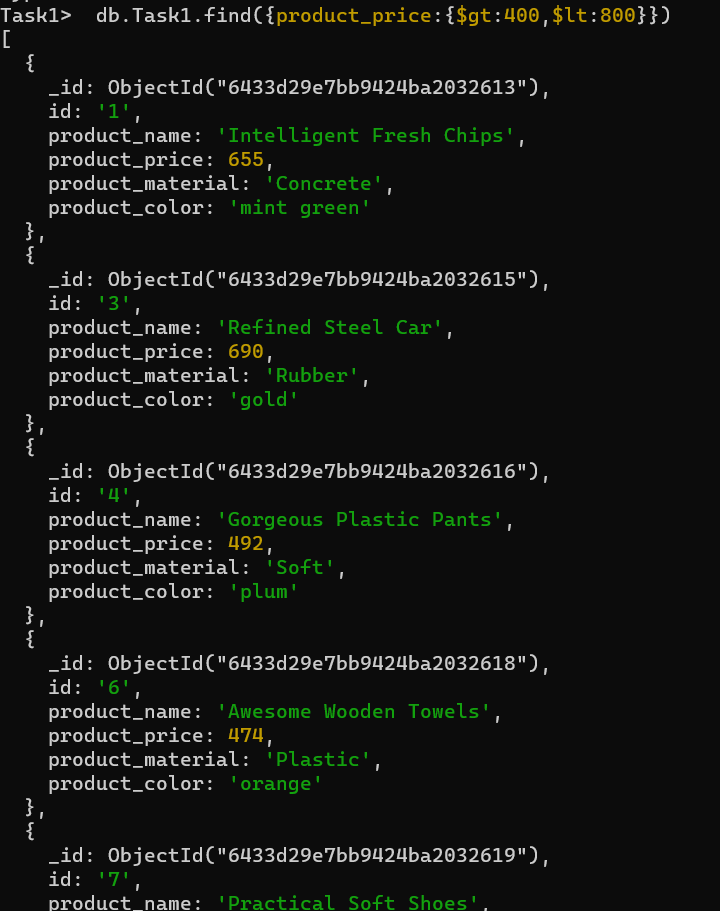 Task1>  db.Task1.find({product_price:{$gt:400,$lt:800}})
[
  {
    _id: ObjectId("6433d29e7bb9424ba2032613"),
    id: '1',
    product_name: 'Intelligent Fresh Chips',
    product_price: 655,
    product_material: 'Concrete',
    product_color: 'mint green'
  },
  {
    _id: ObjectId("6433d29e7bb9424ba2032615"),
    id: '3',
    product_name: 'Refined Steel Car',
    product_price: 690,
    product_material: 'Rubber',
    product_color: 'gold'
  },
  {
    _id: ObjectId("6433d29e7bb9424ba2032616"),
    id: '4',
    product_name: 'Gorgeous Plastic Pants',
    product_price: 492,
    product_material: 'Soft',
    product_color: 'plum'
  },
  {
    _id: ObjectId("6433d29e7bb9424ba2032618"),
    id: '6',
    product_name: 'Awesome Wooden Towels',
    product_price: 474,
    product_material: 'Plastic',
    product_color: 'orange'
  },
  {
    _id: ObjectId("6433d29e7bb9424ba2032619"),
    id: '7',
    product_name: 'Practical Soft Shoes',